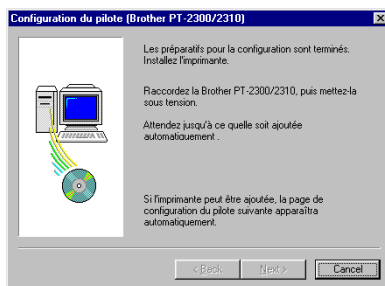 Configuration du pilote (Brother PT-2300/2310)
Les préparatifs pour la configuration sont terminés.
Installez l'imprimante.
Raccordez la Brother PT-2300/2310, puis mettez-la
sous tension.
Attendez jusqu'à ce quelle soit ajoutée
automatiquement .
Si l'imprimante peut être ajoutée, la page de
configuration du pilote suivante apparaîtra
automatiquement.
< Back Next > Cancel